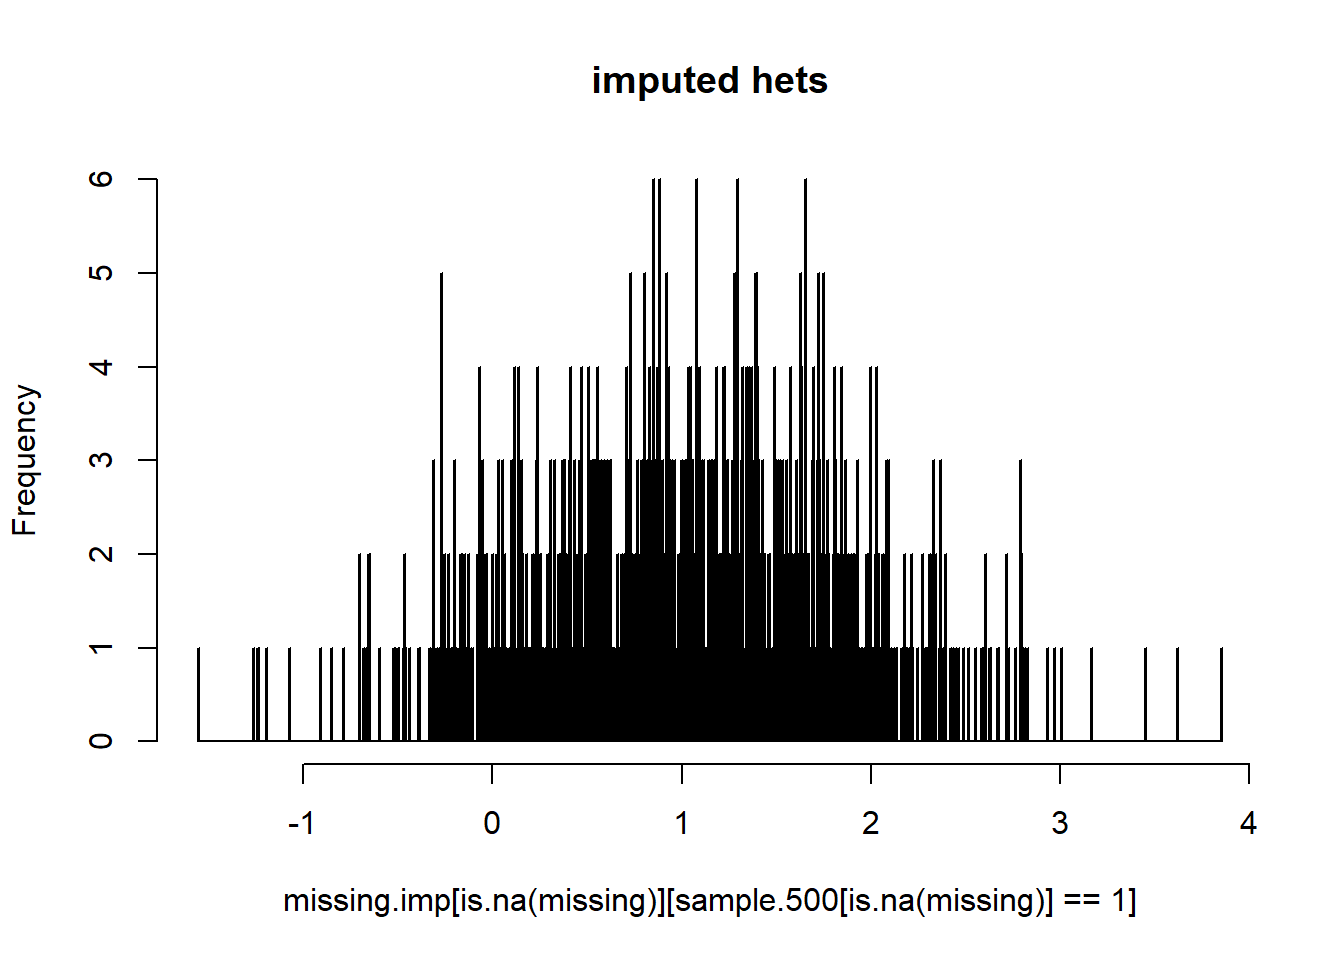 imputed hets
Frequency
6
5
4
3
2
1
0
-1 0 1 2 3 4
missing.imp[is.na(missing)][sample.500[is.na(missing)] == 1]